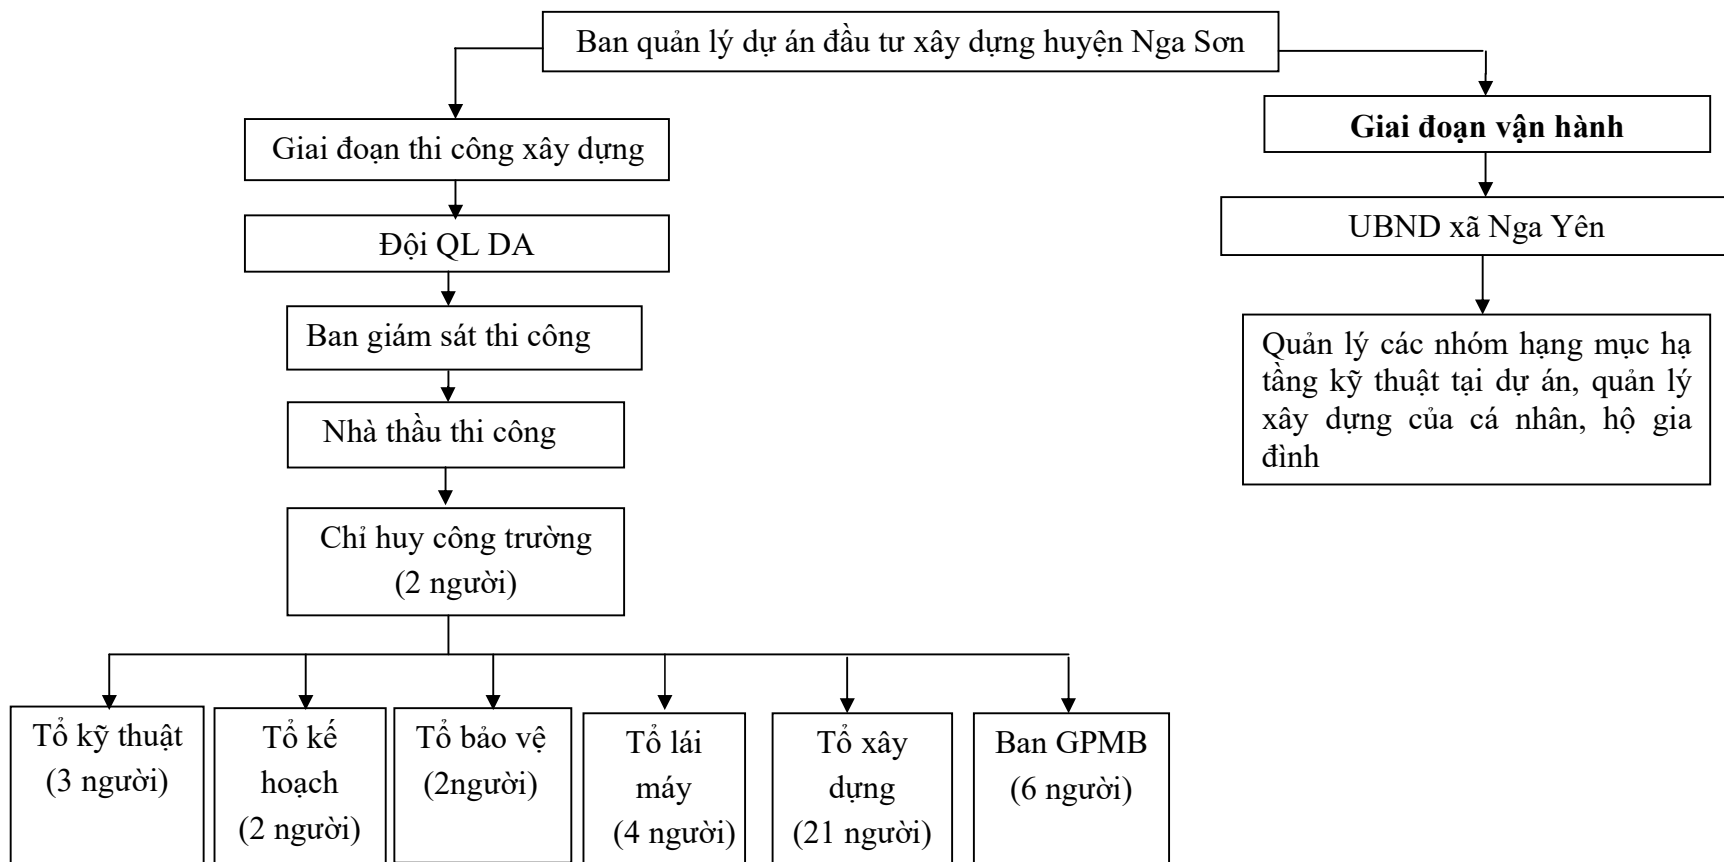 Ban quản lý dự án đầu tư xây dựng huyện Nga Sơn
Giai đoạn thi công xây dựng
Giai đoạn vận hành
Đội QL DA
UBND xã Nga Yên
Ban giám sát thi công
Quản lý các nhóm hạng mục hạ
tầng kỹ thuật tại dự án, quản lý
xây dựng của cá nhân, hộ gia
đình
Nhà thầu thi công
Chỉ huy công trường
(2 người)
Tổ kỹ thuật
(3 người)
Tổ kế
hoạch
(2 người)
Tổ bảo vệ
(2người)
Tổ lái
máy
(4 người)
Tổ xây
dựng
(21 người)
Ban GPMB
(6 người)